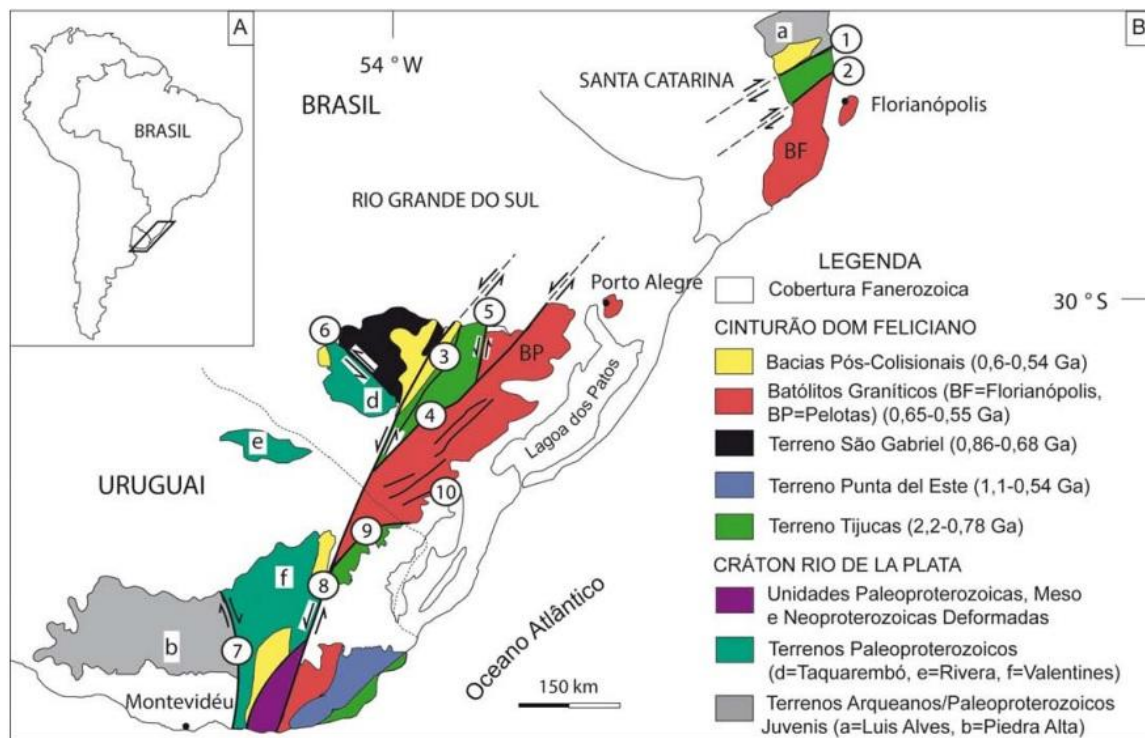 A
BRASIL
B
a
1
2
54 ° W
SANTA CATARINA
BRASIL
Florianópolis
BF
RIO GRANDE DO SUL
Porto Alegre
30 ° S
5
6
3
BP
d
4
Lagoa dos Patos
e
URUGUAI
10
9
f
8
b
7
Oceano Atlântico
Montevidéu
150 km
LEGENDA
Cobertura Fanerozoica
CINTURÃO DOM FELICIANO
Bacias Pós-Colisionais (0,6-0,54 Ga)
Batólitos Graníticos (BF=Florianópolis,
BP=Pelotas) (0,65-0,55 Ga)
Terreno São Gabriel (0,86-0,68 Ga)
Terreno Punta del Este (1,1-0,54 Ga)
Terreno Tijucas (2,2-0,78 Ga)
CRÁTON RIO DE LA PLATA
Unidades Paleoproterozoicas, Meso
e Neoproterozoicas Deformadas
Terrenos Paleoproterozoicos
(d=Taquarembó, e=Rivera, f=Valentines)
Terrenos Arqueanos/Paleoproterozoicos
Juvenis (a=Luis Alves, b=Piedra Alta)